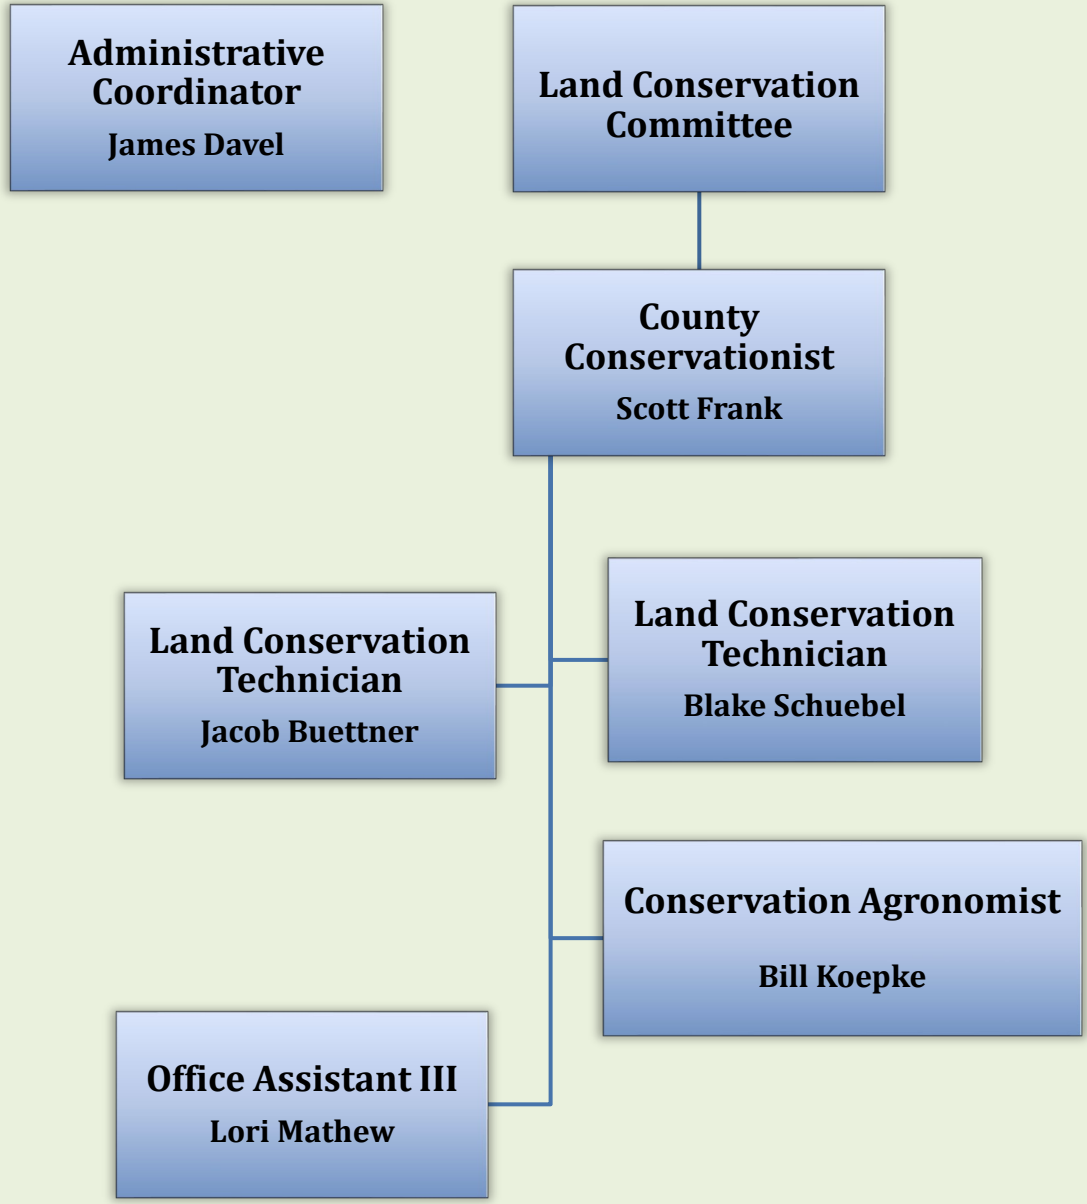 Administrative
Coordinator
James Davel
Land Conservation
Committee
County
Conservationist
Scott Frank
Land Conservation
Technician
Jacob Buettner
Land Conservation
Technician
Blake Schuebel
Conservation Agronomist
Bill Koepke
Office Assistant III
Lori Mathew